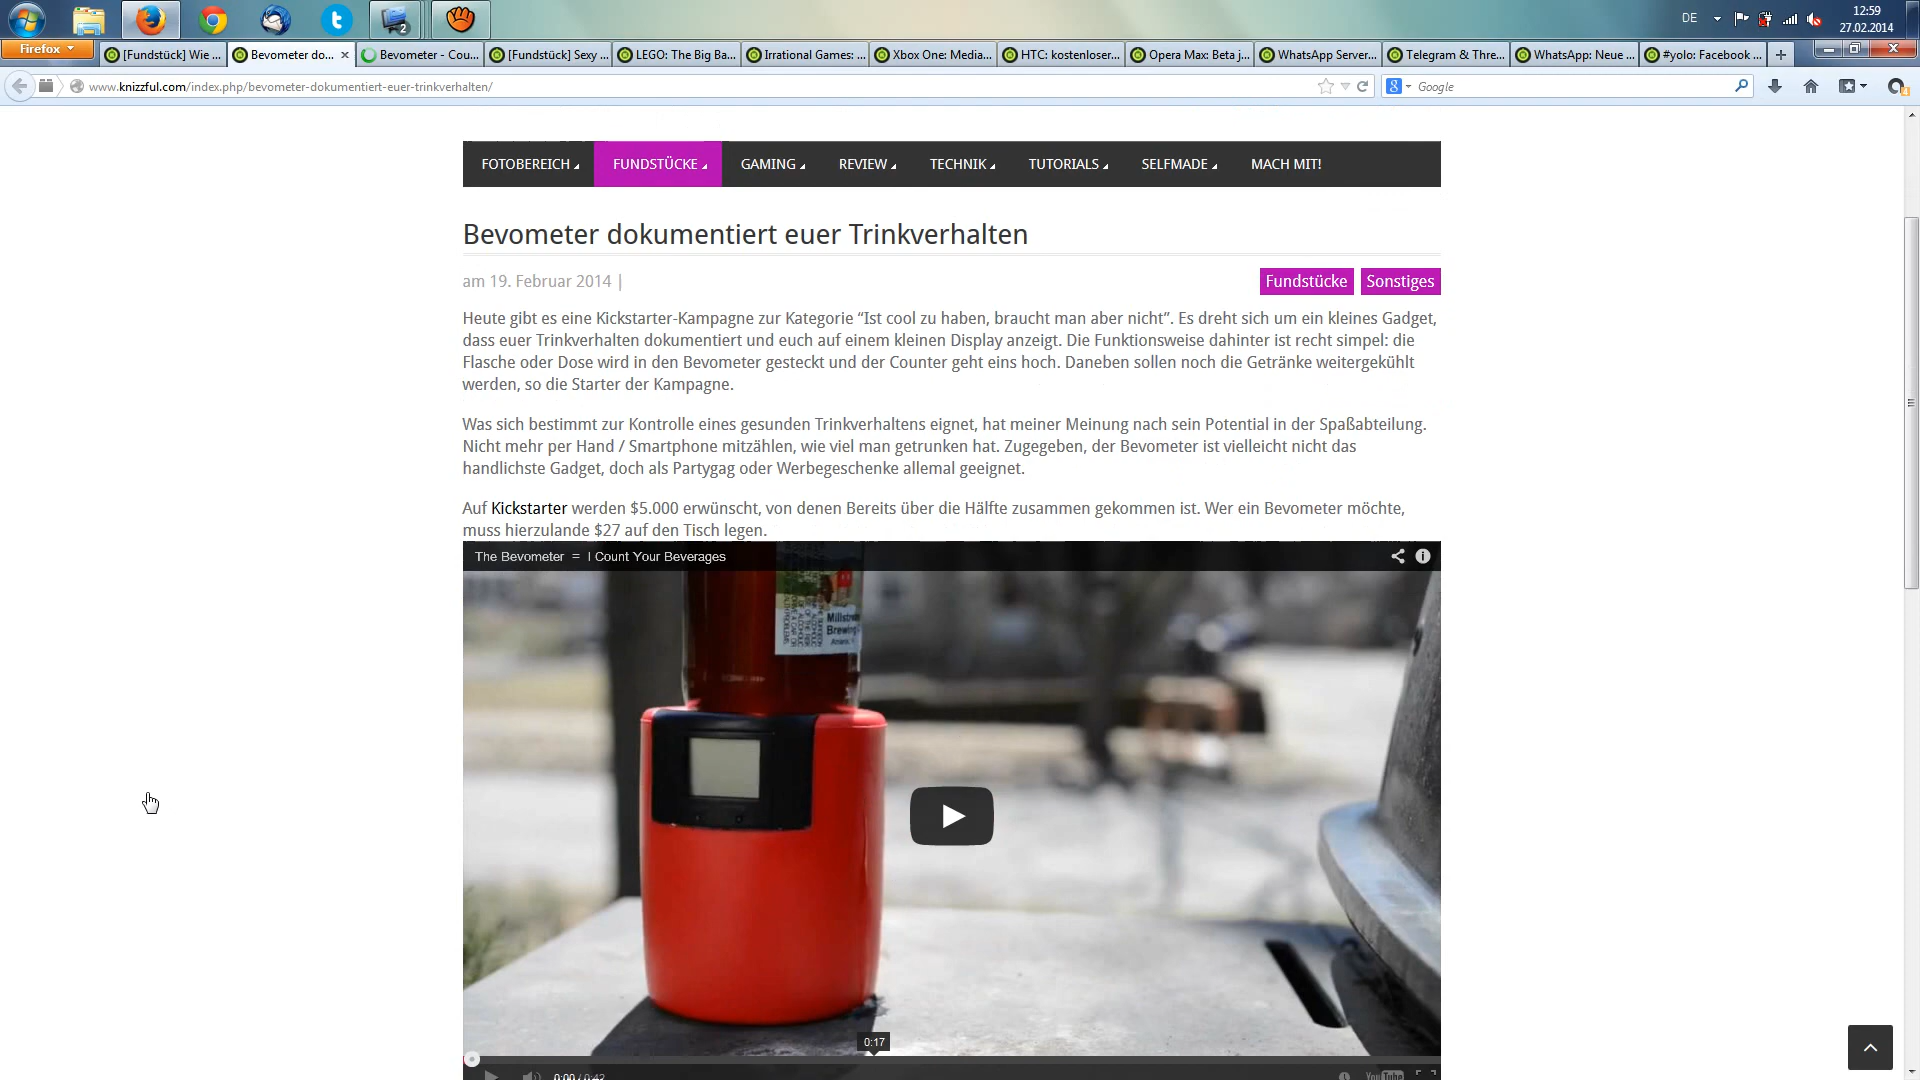 DE
12:59
27.02.2014
Firefox
[Fundstück] Wie ...
Bevometer do...
Bevometer - Cou...
[Fundstück] Sexy ...
LEGO: The Big Ba...
Irrational Games: ...
Xbox One: Media...
HTC: kostenloser...
Opera Max: Beta j...
WhatsApp Server...
Telegram & Thre...
WhatsApp: Neue ...
#yolo: Facebook ...
www.knizzful.com/index.php/bevometer-dokumentiert-euer-trinkverhalten/
Google
FOTOBEREICH
FUNDSTÜCKE
GAMING
REVIEW
TECHNIK
TUTORIALS
SELFMADE
MACH MIT!
Bevometer dokumentiert euer Trinkverhalten
am 19. Februar 2014 |
Fundstücke
Sonstiges
Heute gibt es eine Kickstarter-Kampagne zur Kategorie “Ist cool zu haben, braucht man aber nicht”. Es dreht sich um ein kleines Gadget,
dass euer Trinkverhalten dokumentiert und euch auf einem kleinen Display anzeigt. Die Funktionsweise dahinter ist recht simpel: die
Flasche oder Dose wird in den Bevometer gesteckt und der Counter geht eins hoch. Daneben sollen noch die Getränke weitergekühlt
werden, so die Starter der Kampagne.
Was sich bestimmt zur Kontrolle eines gesunden Trinkverhaltens eignet, hat meiner Meinung nach sein Potential in der Spaßabteilung.
Nicht mehr per Hand / Smartphone mitzählen, wie viel man getrunken hat. Zugegeben, der Bevometer ist vielleicht nicht das
handlichste Gadget, doch als Partygag oder Werbegeschenke allemal geeignet.
Auf Kickstarter werden $5.000 erwünscht, von denen Bereits über die Hälfte zusammen gekommen ist. Wer ein Bevometer möchte,
muss hierzulande $27 auf den Tisch legen.
The Bevometer = I Count Your Beverages
Brewing
0:17
0:00 / 0:42
YouTube